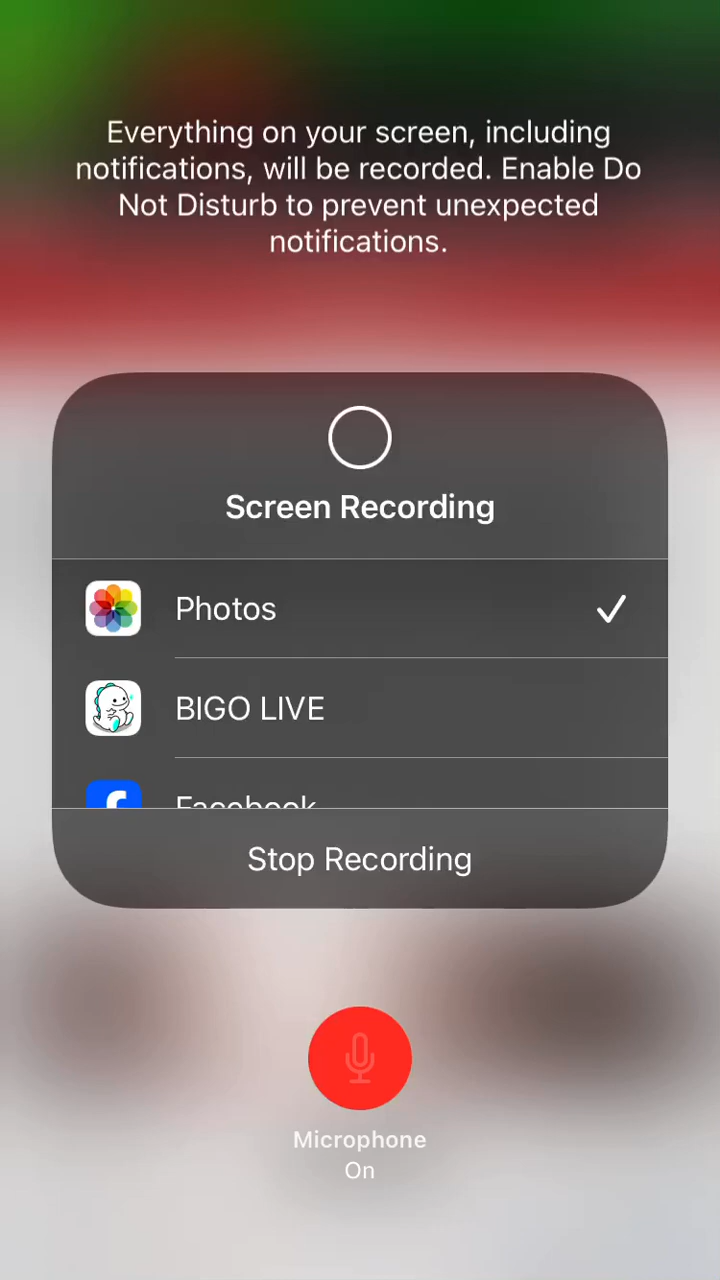 Everything on your screen, including
notifications, will be recorded. Enable Do
Not Disturb to prevent unexpected
notifications.
Screen Recording
Photos
BIGO LIVE
Facebook
Stop Recording
Microphone
On